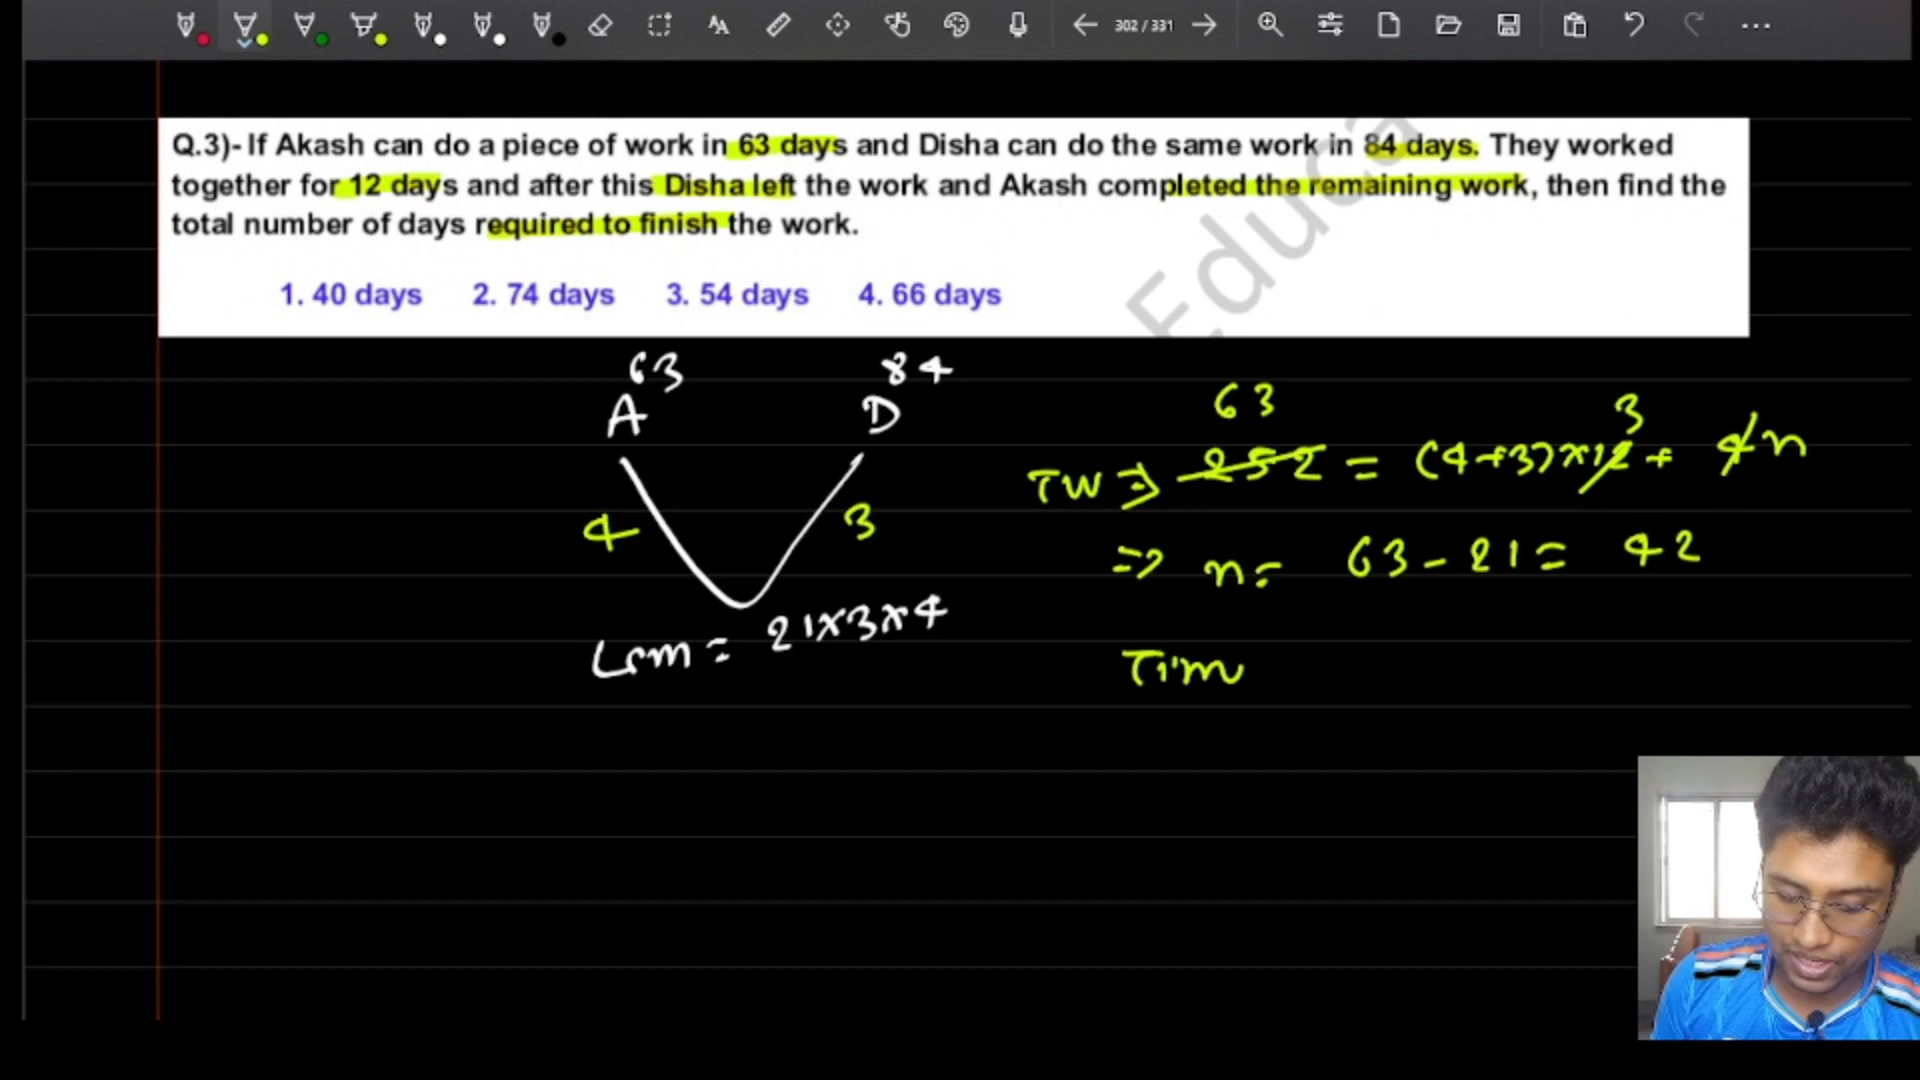 302 / 331
Q.3)- If Akash can do a piece of work in 63 days and Disha can do the same work in 84 days. They worked
together for 12 days and after this Disha left the work and Akash completed the remaining work, then find the
total number of days required to finish the work.
1. 40 days 2. 74 days 3. 54 days 4. 66 days
Educa
63 84
A D
4 3
Lcm = 21x3x4
63 3
TW ⇒ 252 = (4+3)x12 + 4n
⇒ n = 63 - 21 = 42
Tim